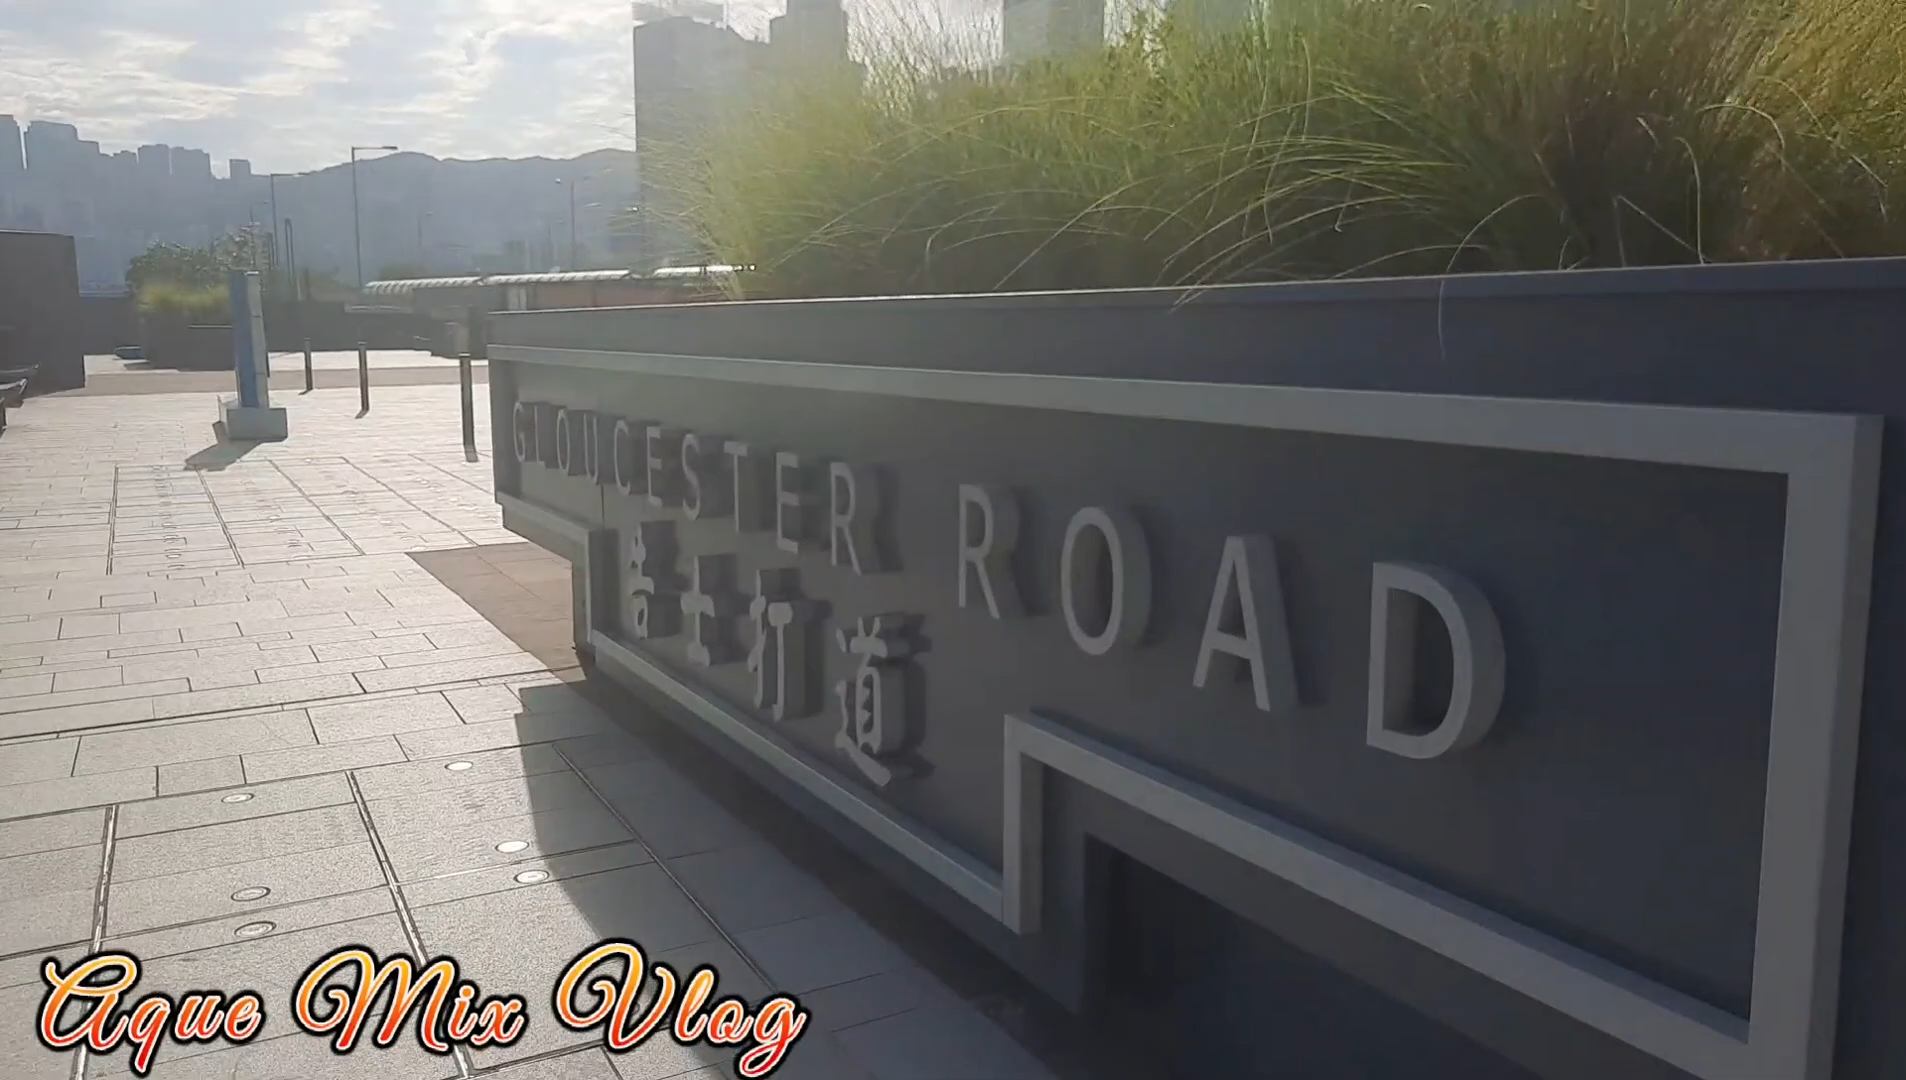 GLOUCESTER ROAD
告士打道
Aque Mix Vlog